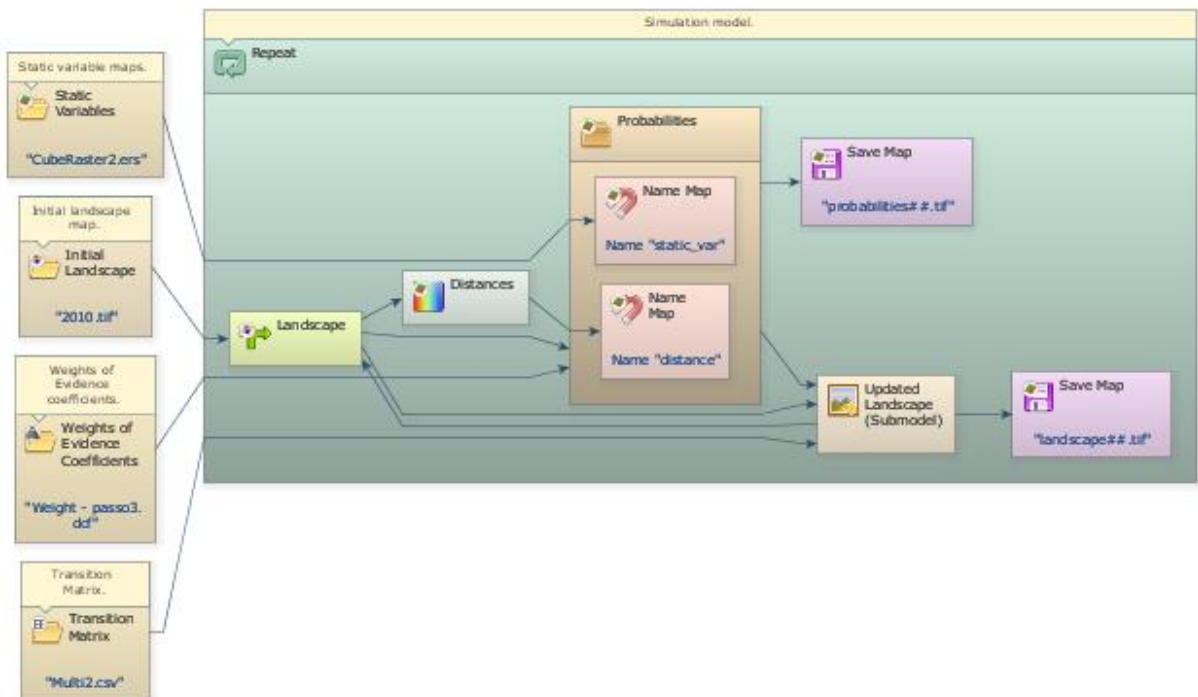 Simulation model.
Repeat
Static variable maps.
Static
Variables
"CubeRaster2.ers"
Initial landscape
map.
Initial
Landscape
"2010.tif"
Weights of
Evidence
coefficients.
Weights of
Evidence
Coefficients
"Weight - passo3.
dcf"
Transition
Matrix.
Transition
Matrix
"Multi2.csv"
Landscape
Distances
Probabilities
Name Map
Name "static_var"
Name
Map
Name "distance"
Save Map
"probabilities##.tif"
Updated
Landscape
(Submodel)
Save Map
"landscape##.tif"